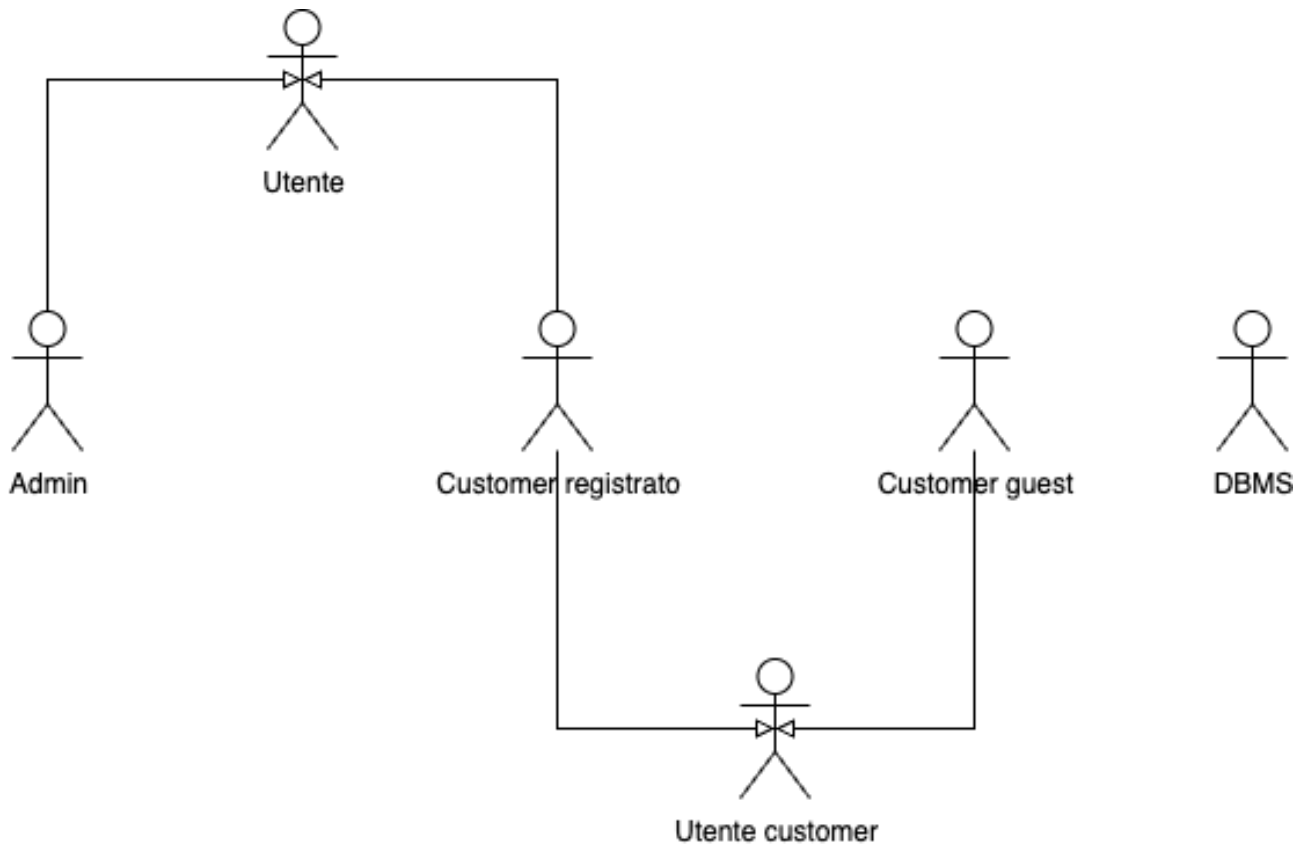 Utente
Admin
Customer registrato
Customer guest
DBMS
Utente customer